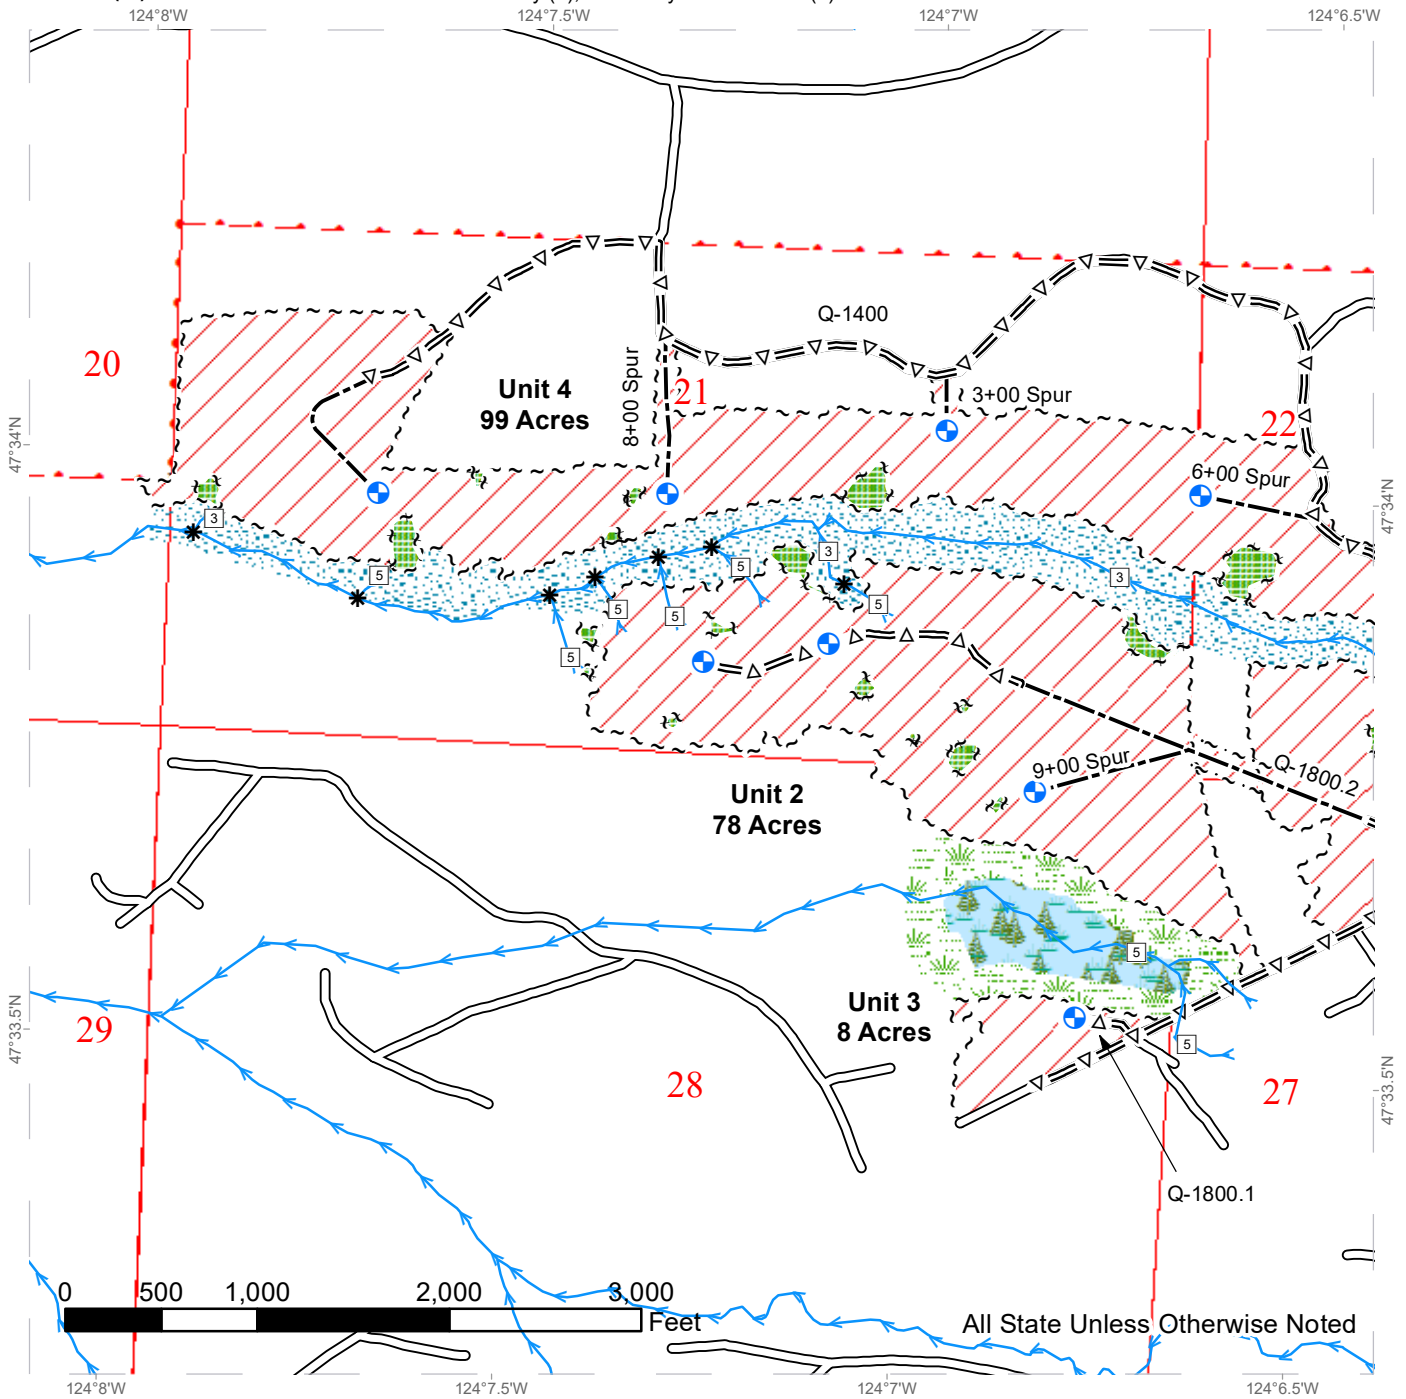 124°8'W
124°7.5'W
124°7'W
124°6.5'W
Q-1400
20
Unit 4
99 Acres
8+00 Spur
21
3+00 Spur
22
47°34'N
6+00 Spur
47°34'N
3
3
5
5
3
5
5
5
5
9+00 Spur
Q-1800.2
Unit 2
78 Acres
5
Unit 3
8 Acres
47°33.5'N
29
5
28
27
47°33.5'N
Q-1800.1
0 500 1,000 2,000 3,000
Feet
All State Unless Otherwise Noted
124°8'W
124°7.5'W
124°7'W
124°6.5'W